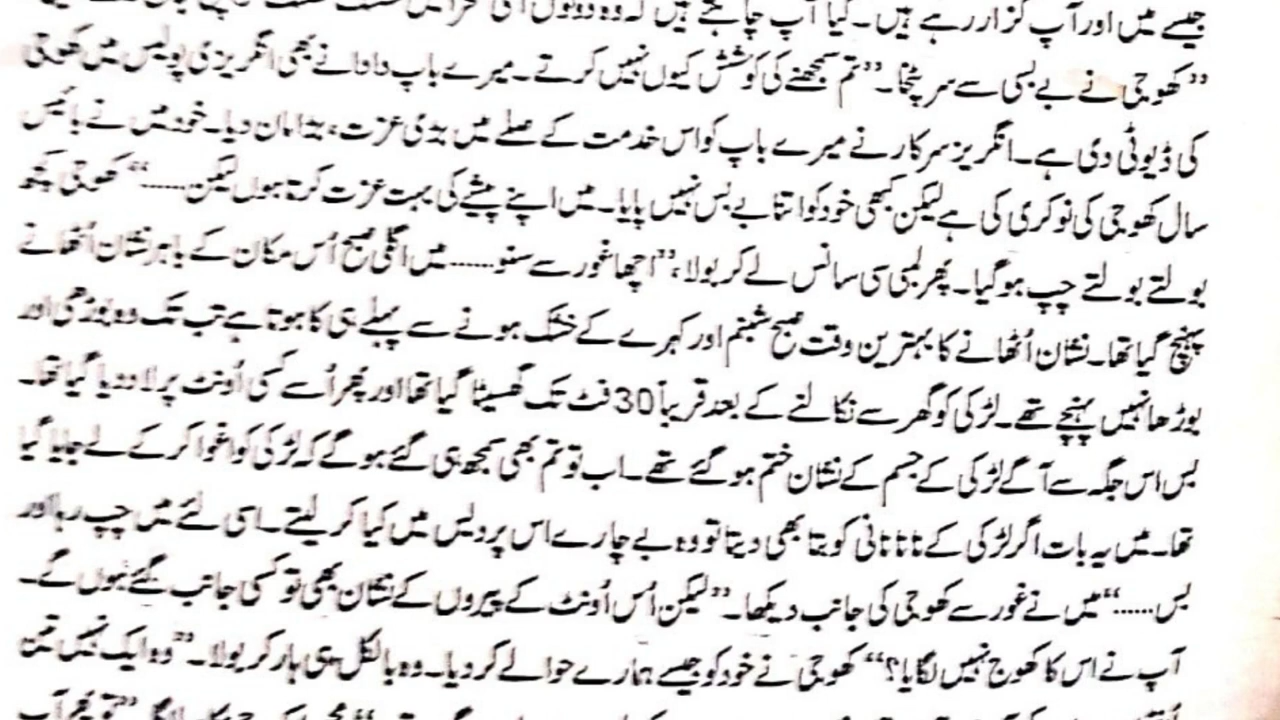 جیسے میں اور آپ گزار رہے ہیں۔ کیا آپ چاہتے ہیں کہ وہ دونوں اپنی
”کھوجی نے بے بسی سے سر پٹخا۔ ”تم سمجھنے کی کوشش کیوں نہیں کرتے۔ میرے باپ دادا نے بھی انگریزی پولیس میں کھوجی
کی ڈیوٹی دی ہے۔ انگریز سرکار نے میرے باپ کو اس خدمت کے صلے میں بڑی عزت، بڑا مان دیا۔ خود میں نے بائیس
سال کھوجی کی نوکری کی ہے لیکن کبھی خود کو اتنا بے بس نہیں پایا۔ میں اپنے پیشے کی بہت عزت کرتا ہوں لیکن......“ کھوجی کچھ
بولتے بولتے چپ ہو گیا۔ پھر لمبی سی سانس لے کر بولا، ”اچھا غور سے سنو...... میں اگلی صبح اُس مکان کے باہر نشان اُٹھانے
پہنچ گیا تھا۔ نشان اُٹھانے کا بہترین وقت صبح شبنم اور کہرے کے خشک ہونے سے پہلے ہی کا ہوتا ہے تب تک وہ بوڑھی اور
بوڑھا نہیں پہنچے تھے۔ لڑکی کو گھر سے نکالنے کے بعد قریباً 30 فٹ تک گھسیٹا گیا تھا اور پھر اُسے کسی اُونٹ پر لاد دیا گیا تھا۔
بس اس جگہ سے آگے لڑکی کے جسم کے نشان ختم ہو گئے تھے۔ اب تو تم بھی سمجھ ہی گئے ہو گے کہ لڑکی کو اغوا کر کے لے جایا گیا
تھا۔ میں یہ بات اگر لڑکی کے نانا نانی کو بتا بھی دیتا تو وہ بے چارے اس پردیس میں کیا کر لیتے۔ اسی لئے میں چپ رہا اور
بس......“ میں نے غور سے کھوجی کی جانب دیکھا۔ ”لیکن اُس اُونٹ کے پیروں کے نشان بھی تو کسی جانب گئے ہوں گے۔
آپ نے اس کا کھوج نہیں لگایا؟“ کھوجی نے خود کو جیسے ہمارے حوالے کر دیا۔ وہ بالکل ہی ہار کر بولا۔ ”وہ ایک نہیں تین